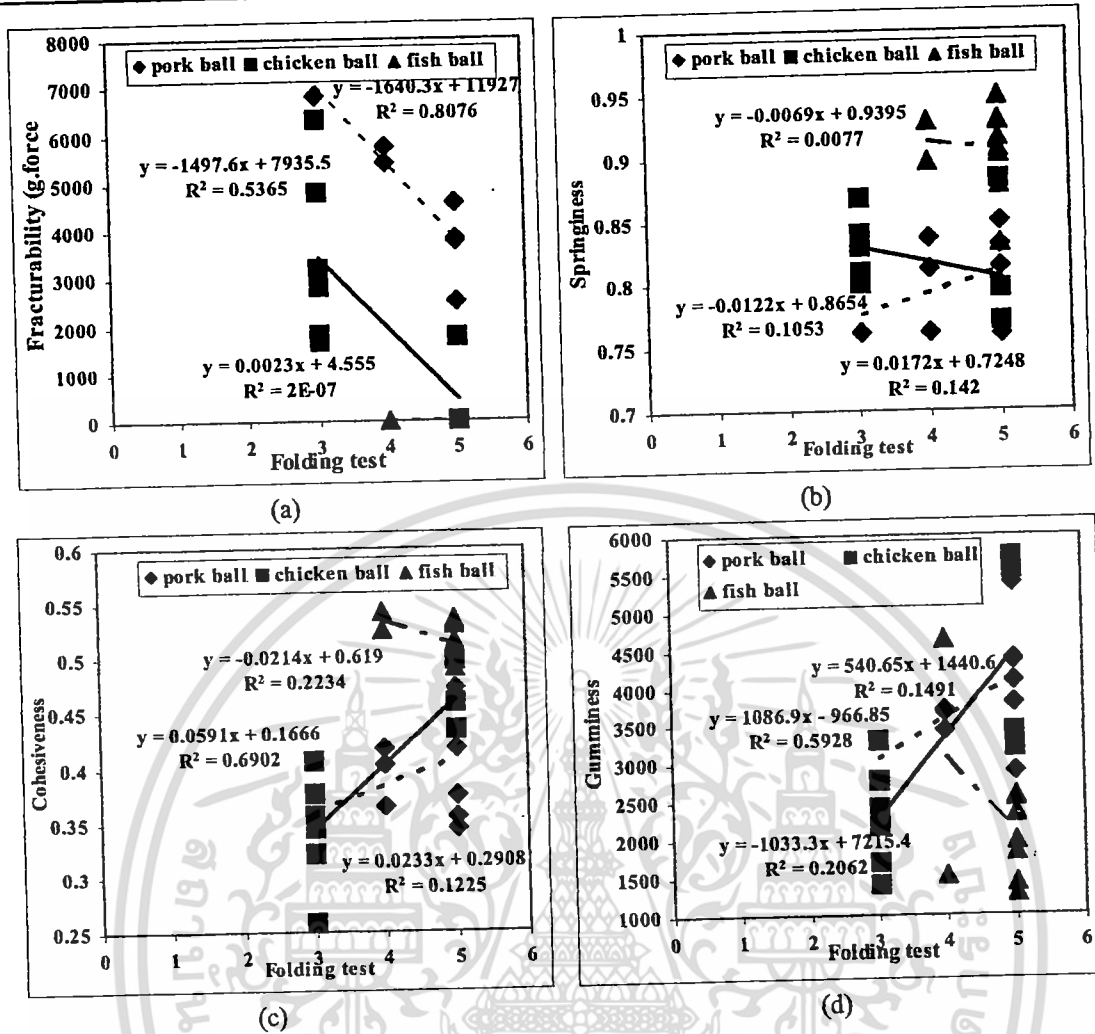 8000
7000
6000
5000
4000
3000
2000
1000
0
Fracturability (g.force
◆ pork ball ■ chicken ball ▲ fish ball
y = -1640.3x + 11927
R² = 0.8076
y = -1497.6x + 7935.5
R² = 0.5365
y = 0.0023x + 4.555
R² = 2E-07
0 1 2 3 4 5 6
Folding test
(a)
1
0.95
0.9
0.85
0.8
0.75
0.7
Springiness
◆ pork ball ■ chicken ball ▲ fish ball
y = -0.0069x + 0.9395
R² = 0.0077
y = -0.0122x + 0.8654
R² = 0.1053
y = 0.0172x + 0.7248
R² = 0.142
0 1 2 3 4 5 6
Folding test
(b)
0.6
0.55
0.5
0.45
0.4
0.35
0.3
0.25
Cohesiveness
◆ pork ball ■ chicken ball ▲ fish ball
y = -0.0214x + 0.619
R² = 0.2234
y = 0.0591x + 0.1666
R² = 0.6902
y = 0.0233x + 0.2908
R² = 0.1225
0 1 2 3 4 5 6
Folding test
(c)
6000
5500
5000
4500
4000
3500
3000
2500
2000
1500
1000
Gumminess
◆ pork ball ■ chicken ball
▲ fish ball
y = 540.65x + 1440.6
R² = 0.1491
y = 1086.9x - 966.85
R² = 0.5928
y = -1033.3x + 7215.4
R² = 0.2062
0 1 2 3 4 5 6
Folding test
(d)